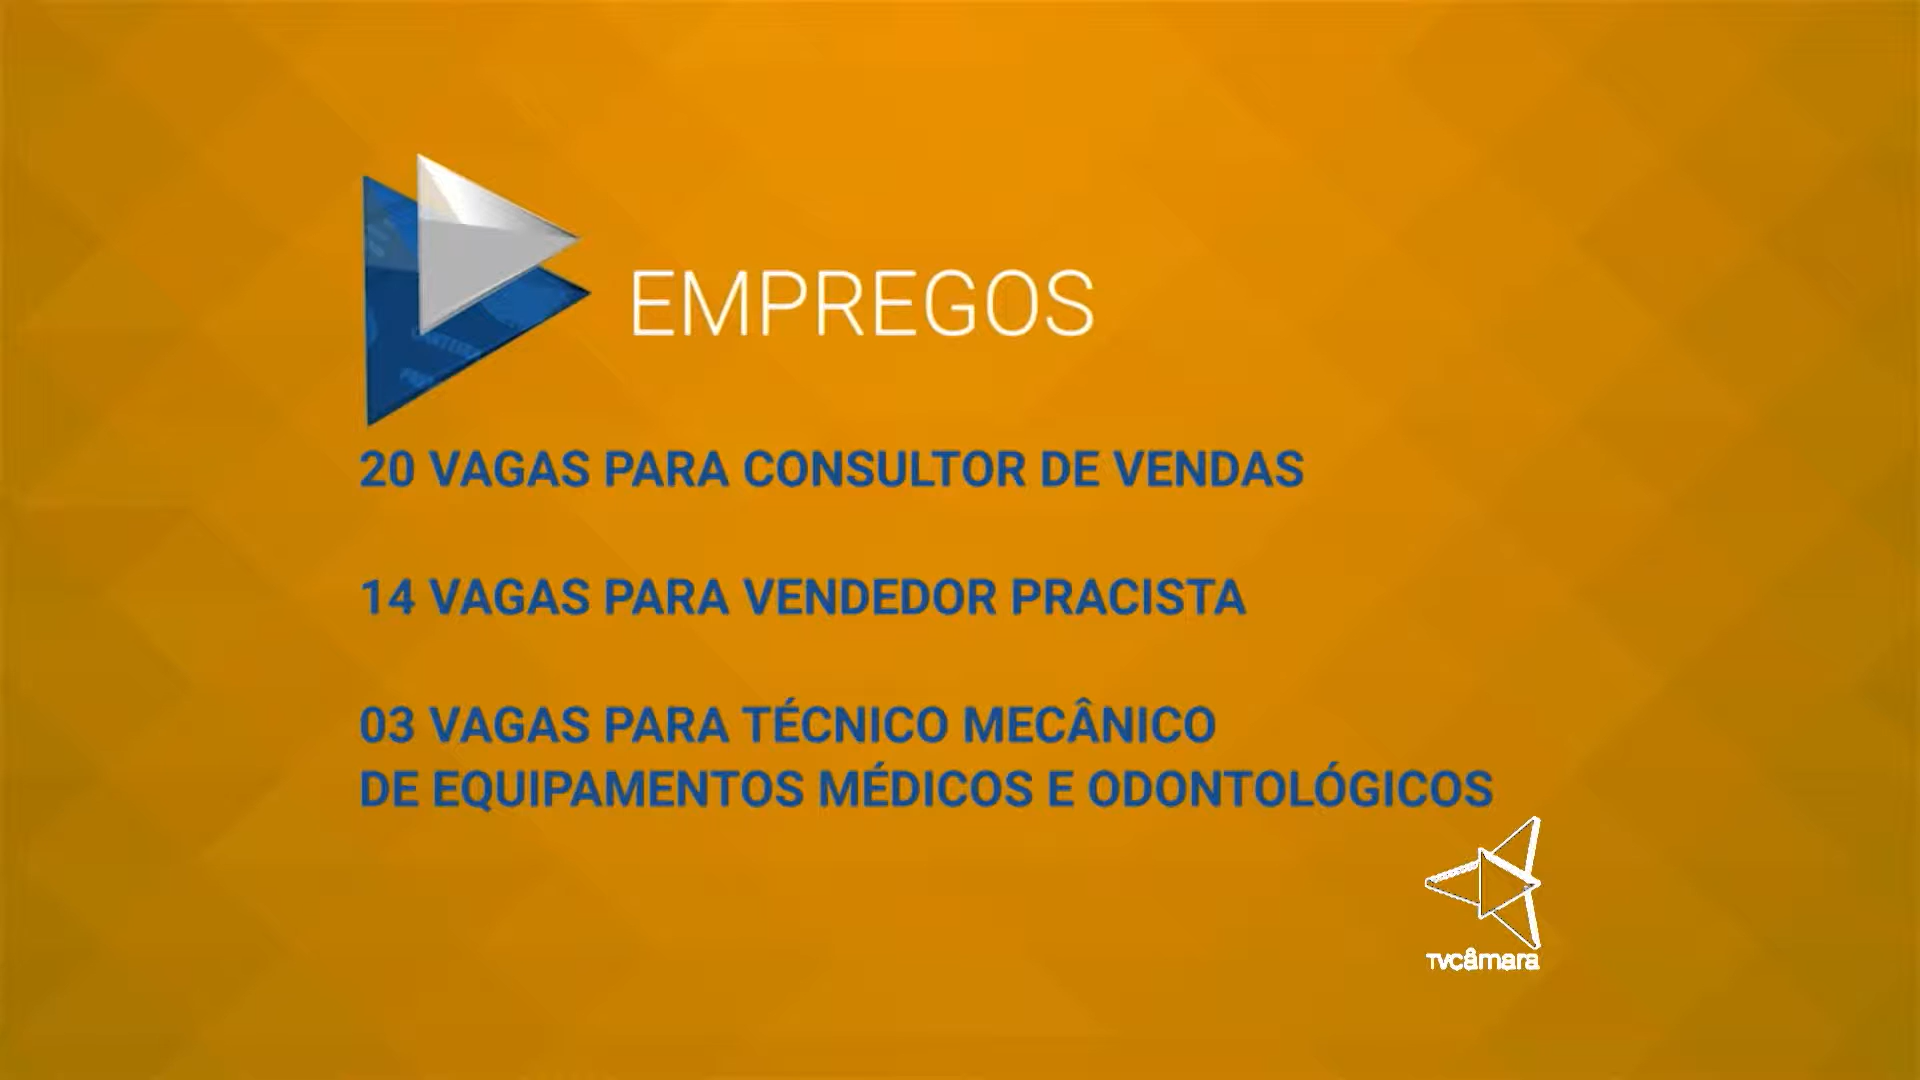 EMPREGOS
20 VAGAS PARA CONSULTOR DE VENDAS
14 VAGAS PARA VENDEDOR PRACISTA
03 VAGAS PARA TÉCNICO MECÂNICO
DE EQUIPAMENTOS MÉDICOS E ODONTOLÓGICOS
TVcâmara